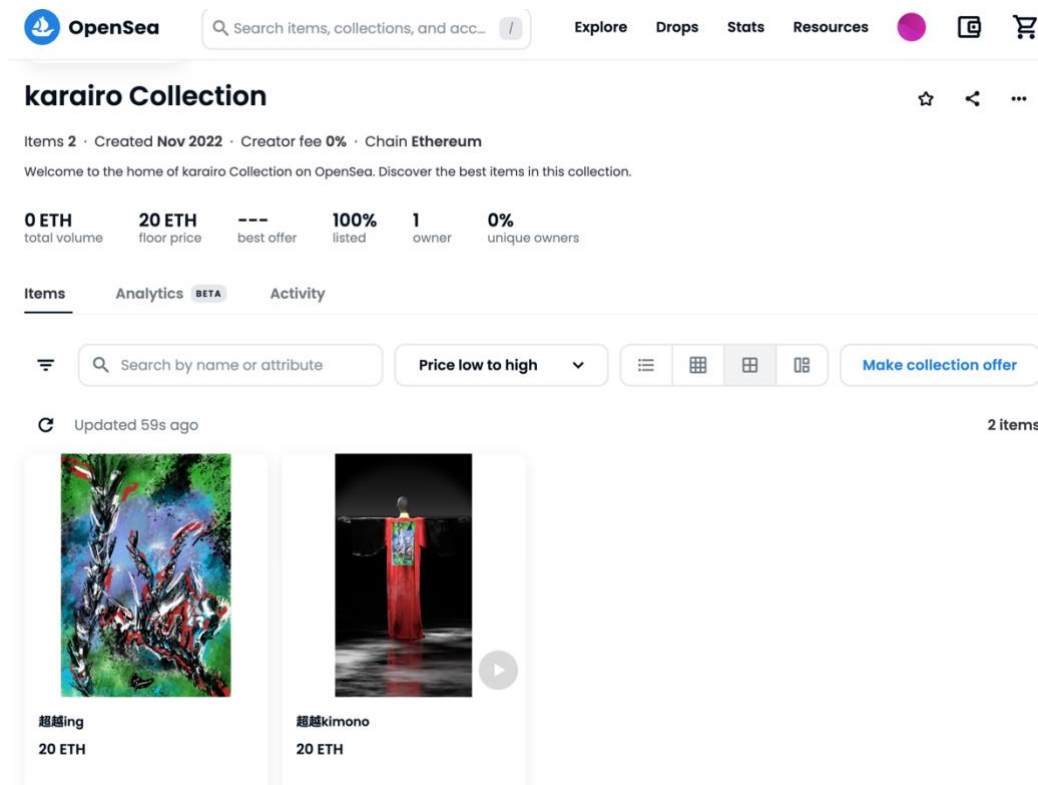 OpenSea
Search items, collections, and acc... /
Explore Drops Stats Resources
karairo Collection
Items 2 · Created Nov 2022 · Creator fee 0% · Chain Ethereum
Welcome to the home of karairo Collection on OpenSea. Discover the best items in this collection.
0 ETH 20 ETH --- 100% 1 0%
total volume floor price best offer listed owner unique owners
Items Analytics BETA Activity
Search by name or attribute Price low to high Make collection offer
Updated 59s ago 2 items
超越ing 超越kimono
20 ETH 20 ETH